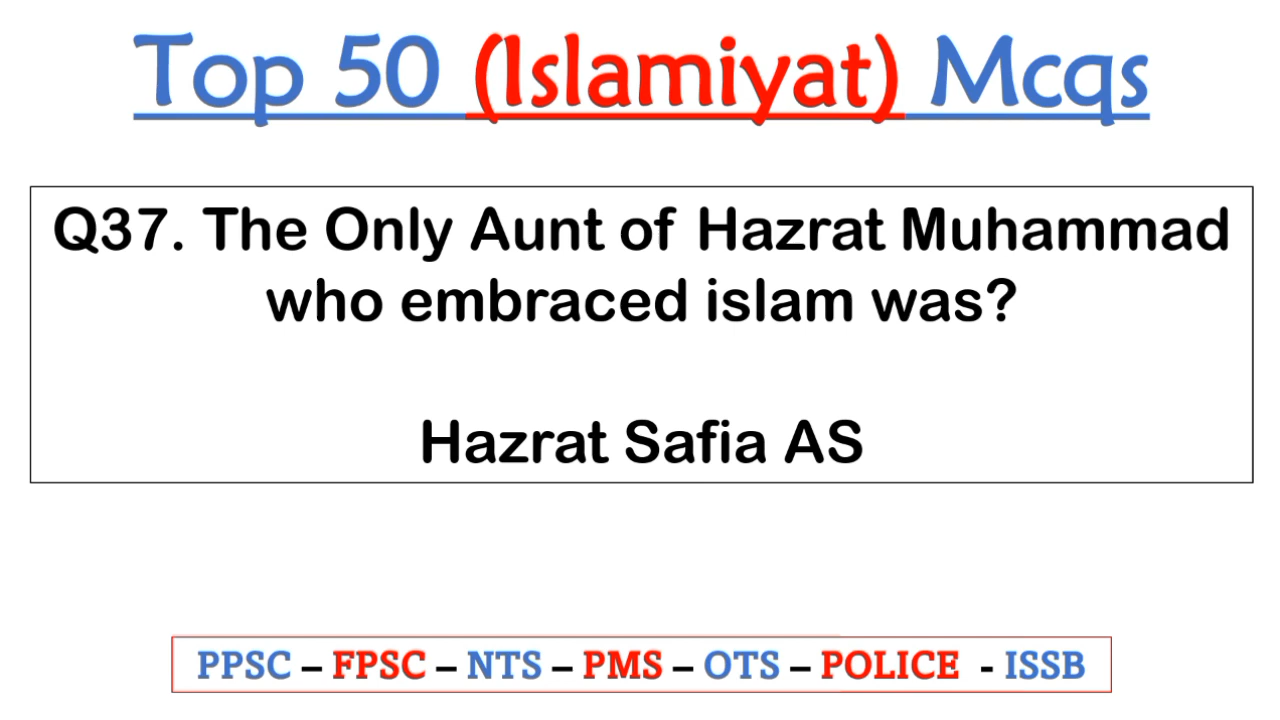 Top 50 (Islamiyat) Mcqs
Q37. The Only Aunt of Hazrat Muhammad
who embraced islam was?
Hazrat Safia AS
PPSC – FPSC – NTS – PMS – OTS – POLICE - ISSB